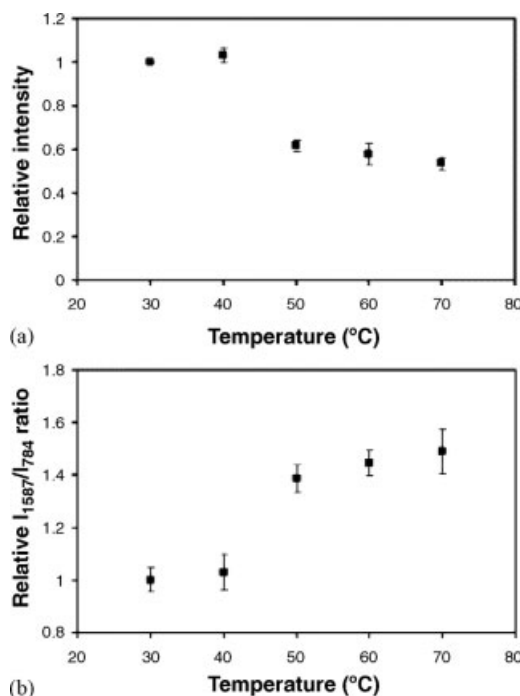 1.2
1
0.8
0.6
0.4
0.2
0
20 30 40 50 60 70 80
Relative intensity
(a) Temperature (°C)
1.8
1.6
1.4
1.2
1
0.8
20 30 40 50 60 70 80
Relative I₁₅₈₇/I₇₈₄ ratio
(b) Temperature (°C)